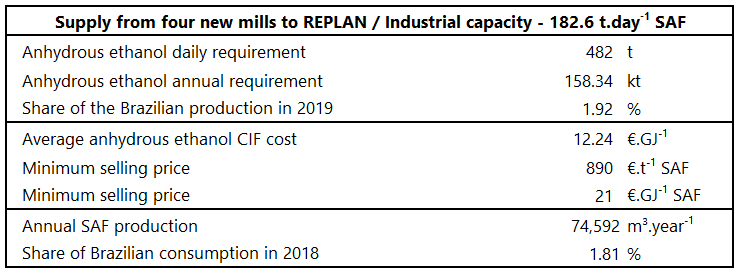 Supply from four new mills to REPLAN / Industrial capacity - 182.6 t.day⁻¹ SAF
Anhydrous ethanol daily requirement 482 t
Anhydrous ethanol annual requirement 158.34 kt
Share of the Brazilian production in 2019 1.92 %
Average anhydrous ethanol CIF cost 12.24 €.GJ⁻¹
Minimum selling price 890 €.t⁻¹ SAF
Minimum selling price 21 €.GJ⁻¹ SAF
Annual SAF production 74,592 m³.year⁻¹
Share of Brazilian consumption in 2018 1.81 %